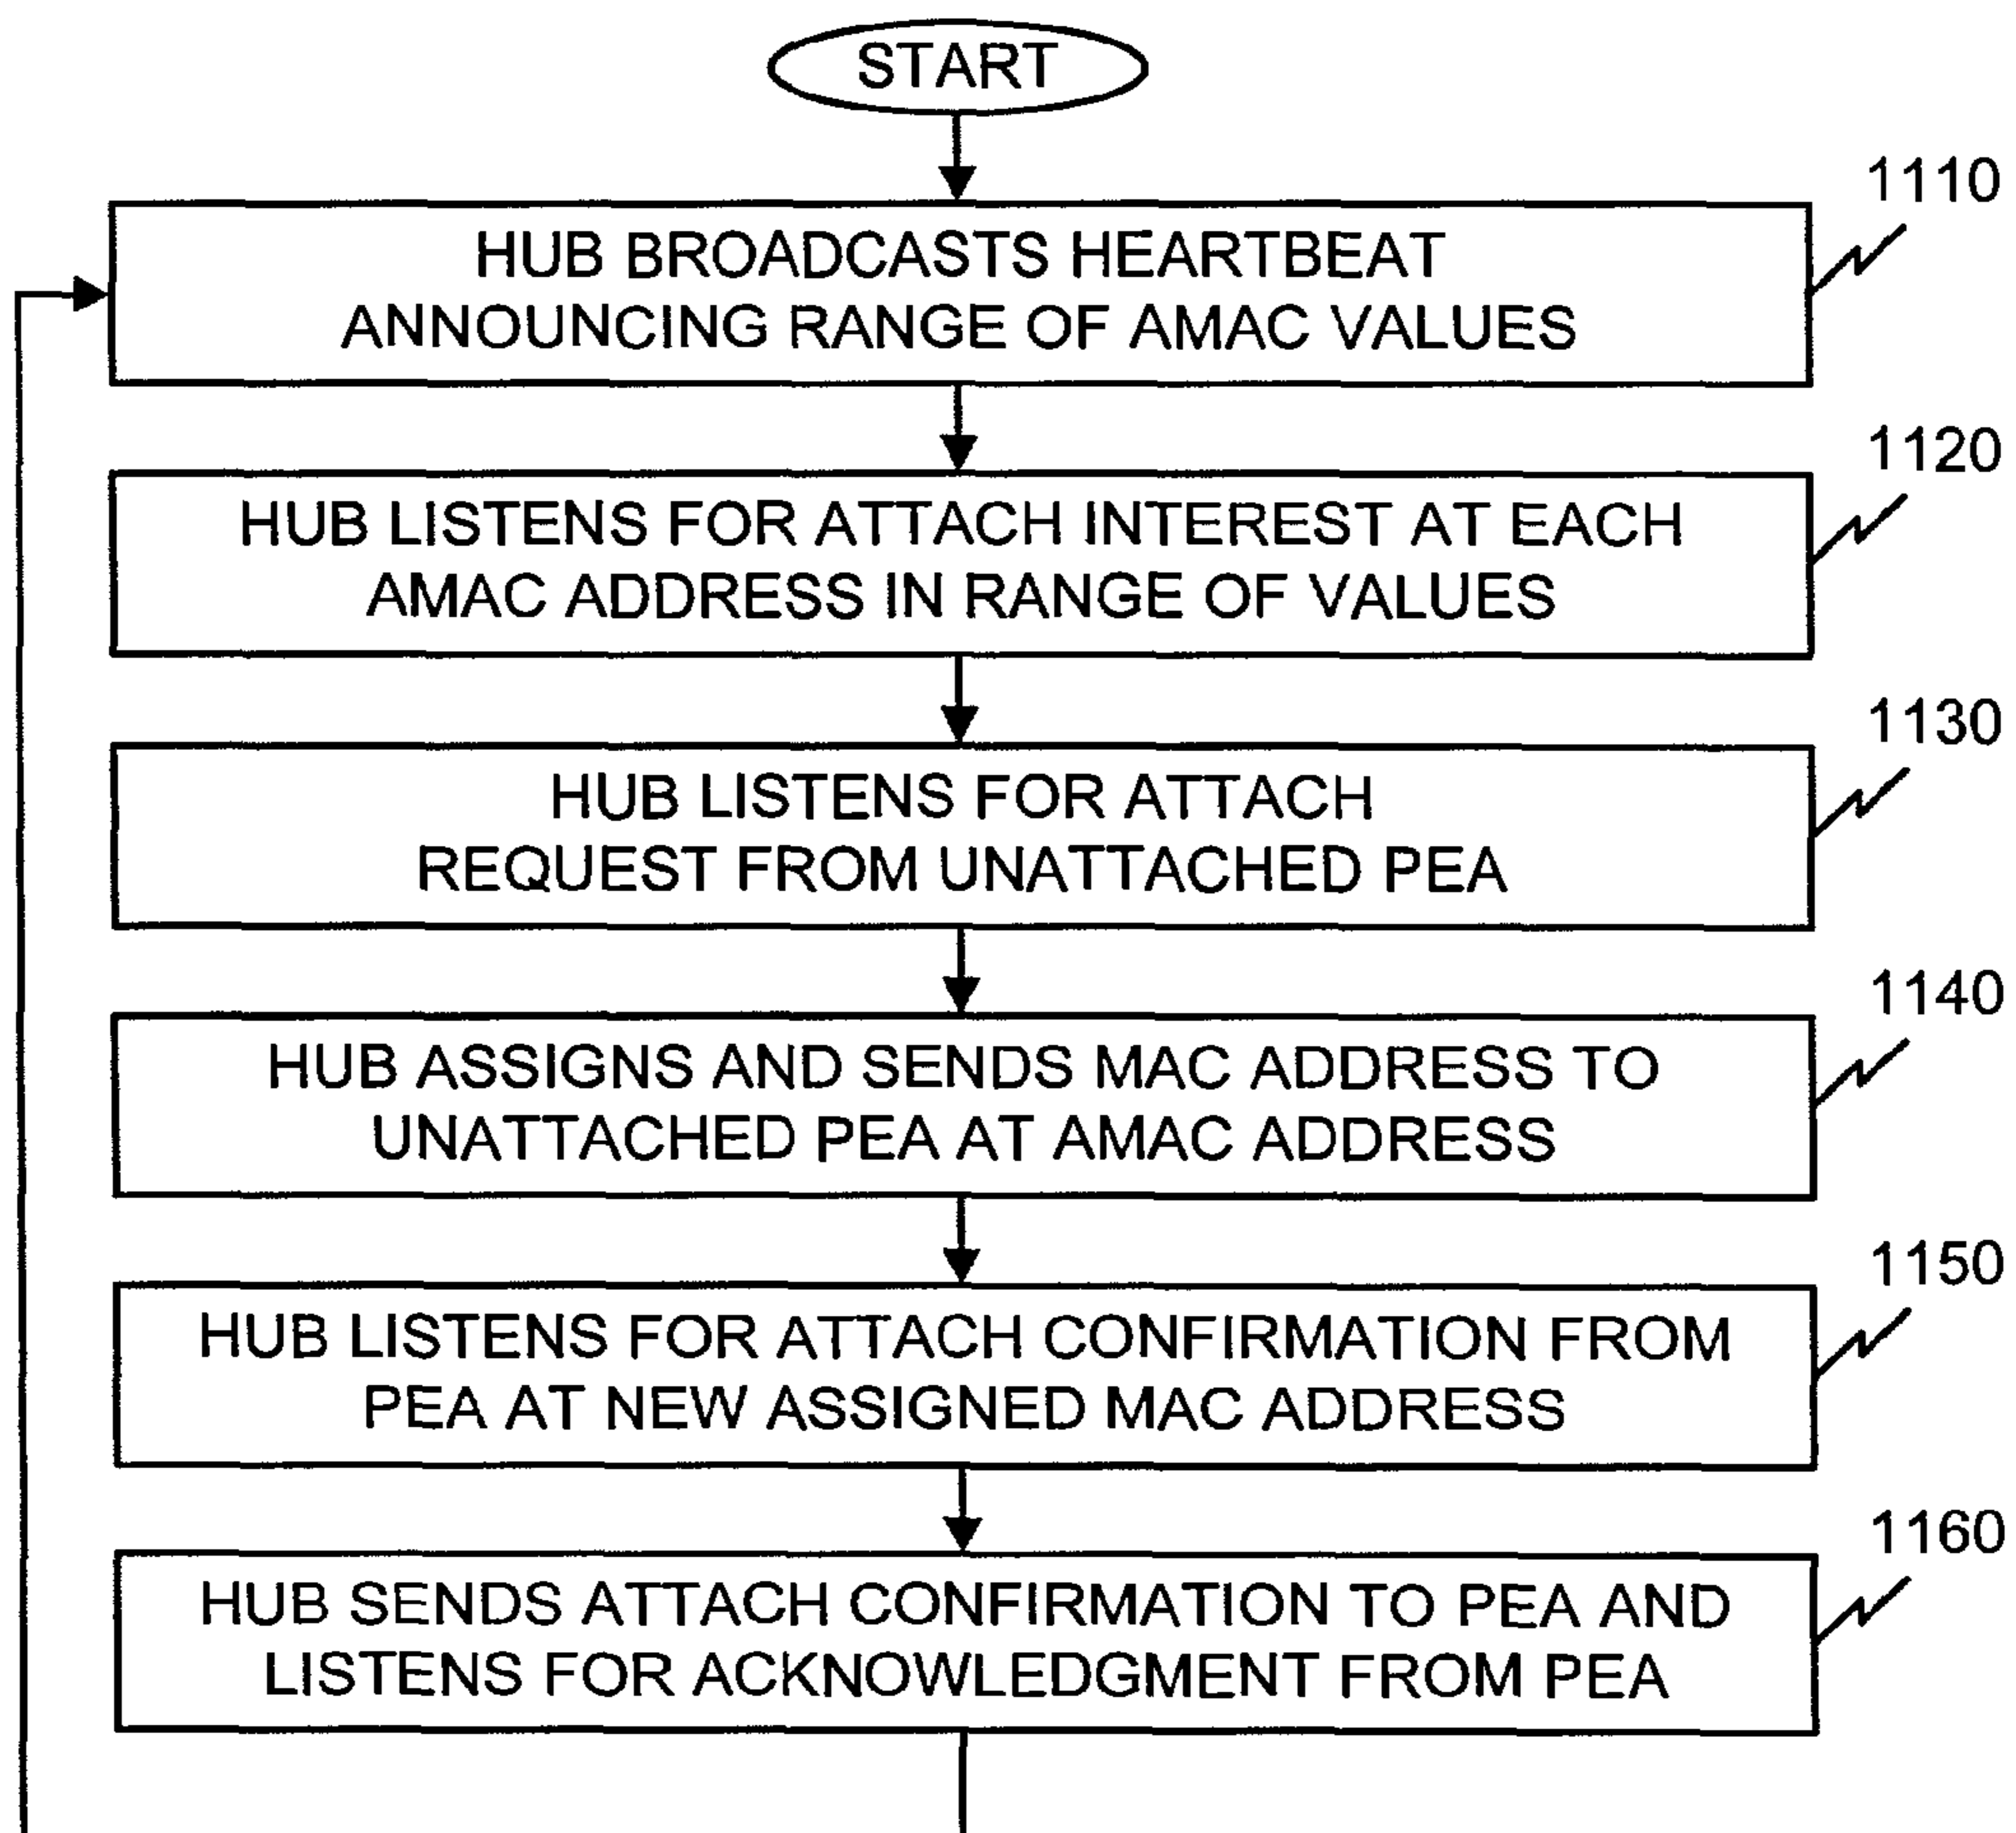 START
1110
HUB BROADCASTS HEARTBEAT
ANNOUNCING RANGE OF AMAC VALUES
1120
HUB LISTENS FOR ATTACH INTEREST AT EACH
AMAC ADDRESS IN RANGE OF VALUES
1130
HUB LISTENS FOR ATTACH
REQUEST FROM UNATTACHED PEA
1140
HUB ASSIGNS AND SENDS MAC ADDRESS TO
UNATTACHED PEA AT AMAC ADDRESS
1150
HUB LISTENS FOR ATTACH CONFIRMATION FROM
PEA AT NEW ASSIGNED MAC ADDRESS
1160
HUB SENDS ATTACH CONFIRMATION TO PEA AND
LISTENS FOR ACKNOWLEDGMENT FROM PEA